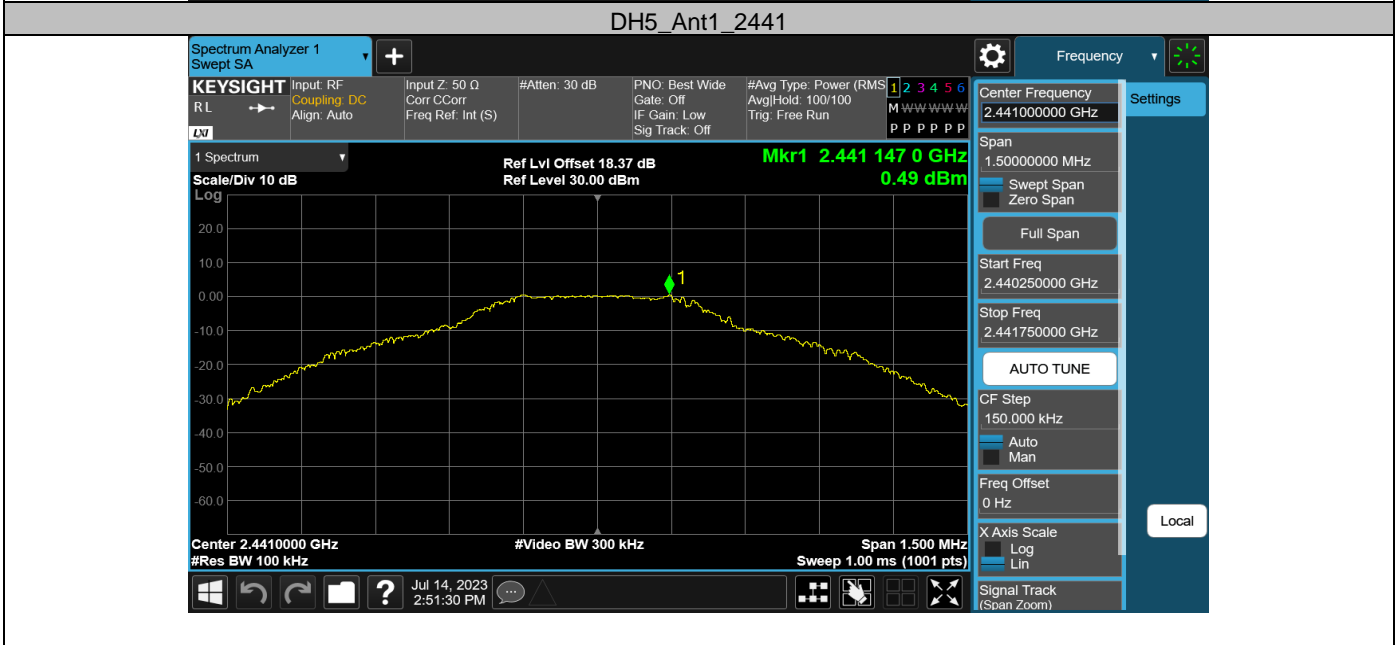 DH5_Ant1_2441
Spectrum Analyzer 1
Swept SA
+
Frequency
KEYSIGHT
RL
LXI
Input: RF
Coupling: DC
Align: Auto
Input Z: 50 Ω
Corr CCorr
Freq Ref: Int (S)
#Atten: 30 dB
PNO: Best Wide
Gate: Off
IF Gain: Low
Sig Track: Off
#Avg Type: Power (RMS
Avg|Hold: 100/100
Trig: Free Run
1 2 3 4 5 6
M W W W W W
P P P P P P
1 Spectrum
Scale/Div 10 dB
Log
Ref Lvl Offset 18.37 dB
Ref Level 30.00 dBm
Mkr1 2.441 147 0 GHz
0.49 dBm
20.0
10.0
0.00
-10.0
-20.0
-30.0
-40.0
-50.0
-60.0
1
Center 2.4410000 GHz
#Res BW 100 kHz
#Video BW 300 kHz
Span 1.500 MHz
Sweep 1.00 ms (1001 pts)
?
Jul 14, 2023
2:51:30 PM
Center Frequency
2.441000000 GHz
Span
1.50000000 MHz
Swept Span
Zero Span
Full Span
Start Freq
2.440250000 GHz
Stop Freq
2.441750000 GHz
AUTO TUNE
CF Step
150.000 kHz
Auto
Man
Freq Offset
0 Hz
X Axis Scale
Log
Lin
Signal Track
(Span Zoom)
Settings
Local